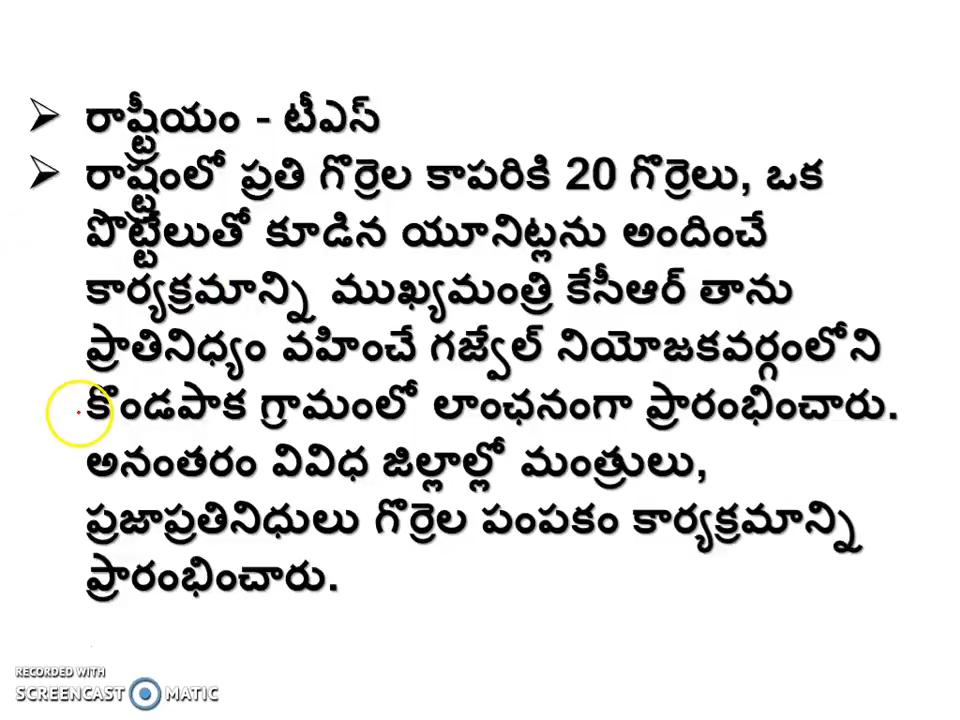 రాష్ట్రీయం - టీఎస్
రాష్ట్రంలో ప్రతి గొర్రెల కాపరికి 20 గొర్రెలు, ఒక
పొట్టేలుతో కూడిన యూనిట్లను అందించే
కార్యక్రమాన్ని ముఖ్యమంత్రి కేసీఆర్ తాను
ప్రాతినిధ్యం వహించే గజ్వేల్ నియోజకవర్గంలోని
కొండపాక గ్రామంలో లాంఛనంగా ప్రారంభించారు.
అనంతరం వివిధ జిల్లాల్లో మంత్రులు,
ప్రజాప్రతినిధులు గొర్రెల పంపకం కార్యక్రమాన్ని
ప్రారంభించారు.
RECORDED WITH
SCREENCAST MATIC